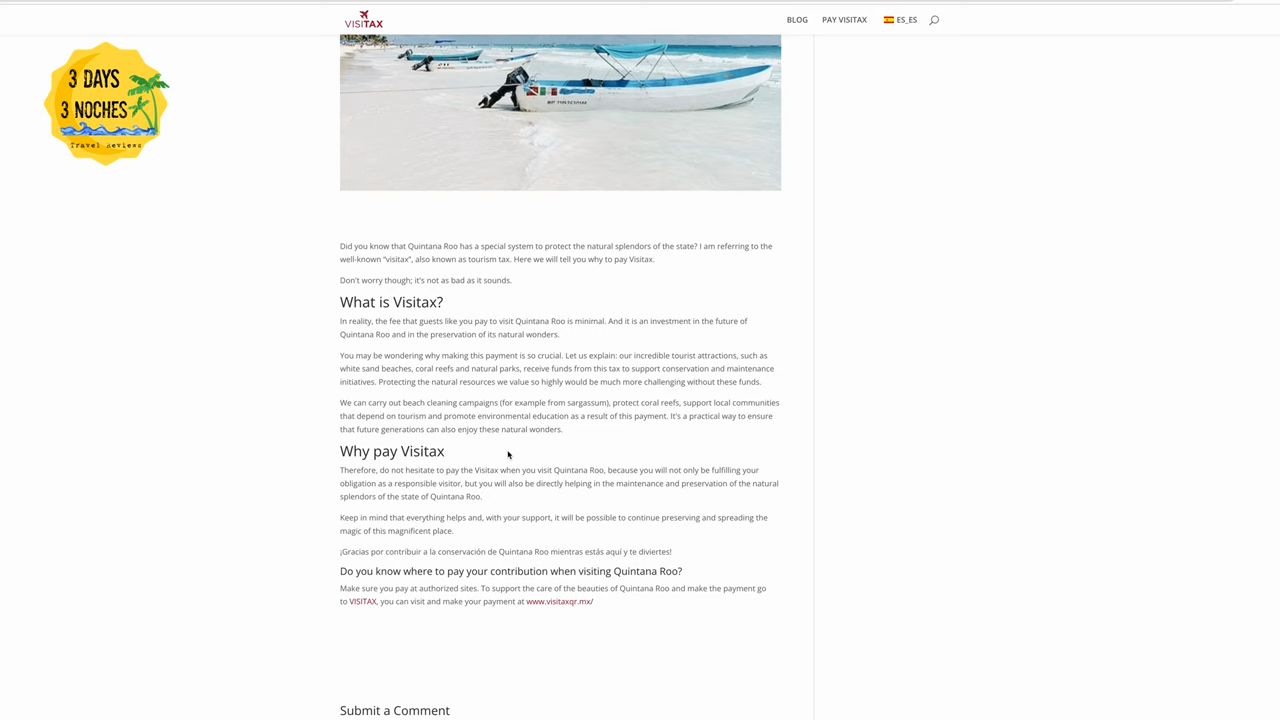 VISITAX
BLOG
PAY VISITAX
ES_ES
3 DAYS
3 NOCHES
Travel Reviews
Did you know that Quintana Roo has a special system to protect the natural splendors of the state? I am referring to the
well-known “visitax”, also known as tourism tax. Here we will tell you why to pay Visitax.
Don't worry though; it's not as bad as it sounds.
What is Visitax?
In reality, the fee that guests like you pay to visit Quintana Roo is minimal. And it is an investment in the future of
Quintana Roo and in the preservation of its natural wonders.
You may be wondering why making this payment is so crucial. Let us explain: our incredible tourist attractions, such as
white sand beaches, coral reefs and natural parks, receive funds from this tax to support conservation and maintenance
initiatives. Protecting the natural resources we value so highly would be much more challenging without these funds.
We can carry out beach cleaning campaigns (for example from sargassum), protect coral reefs, support local communities
that depend on tourism and promote environmental education as a result of this payment. It's a practical way to ensure
that future generations can also enjoy these natural wonders.
Why pay Visitax
Therefore, do not hesitate to pay the Visitax when you visit Quintana Roo, because you will not only be fulfilling your
obligation as a responsible visitor, but you will also be directly helping in the maintenance and preservation of the natural
splendors of the state of Quintana Roo.
Keep in mind that everything helps and, with your support, it will be possible to continue preserving and spreading the
magic of this magnificent place.
¡Gracias por contribuir a la conservación de Quintana Roo mientras estás aquí y te diviertes!
Do you know where to pay your contribution when visiting Quintana Roo?
Make sure you pay at authorized sites. To support the care of the beauties of Quintana Roo and make the payment go
to VISITAX, you can visit and make your payment at www.visitaxqr.mx/
Submit a Comment